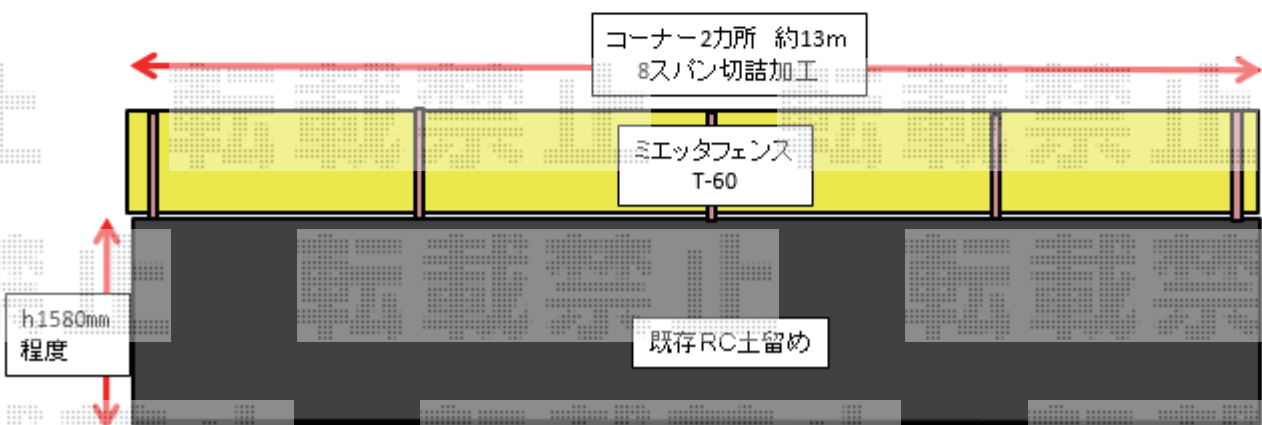 コーナー2カ所 約13m
8スパン切詰加工
ミエッタフェンス
T-60
h1580mm
程度
既存RC土留め
転載禁止
転載禁止
転載禁止
転載禁止